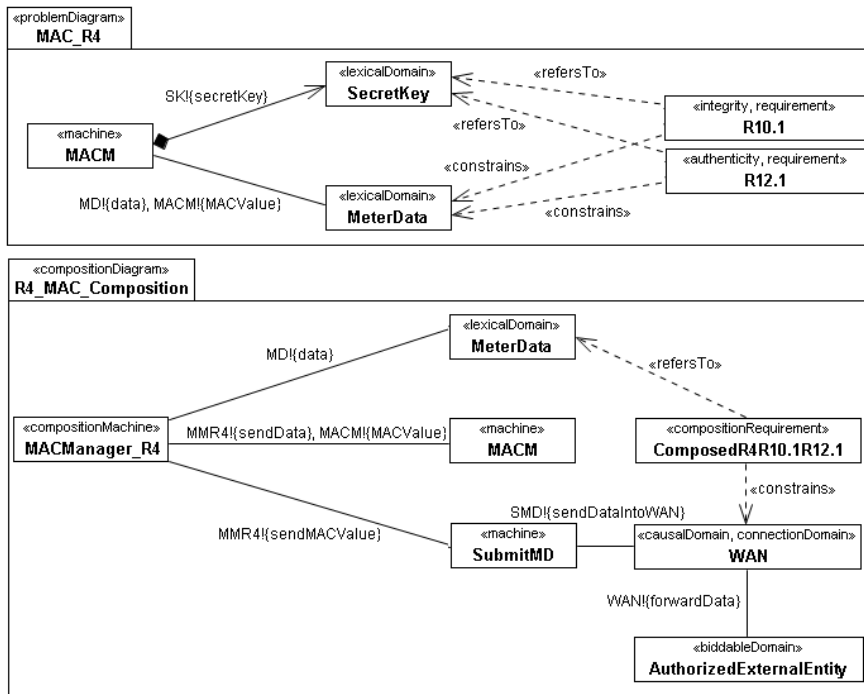 «problemDiagram»
MAC_R4
«lexicalDomain»
SecretKey
«refersTo»
SK!{secretKey}
«integrity, requirement»
R10.1
«machine»
MACM
«refersTo»
«authenticity, requirement»
R12.1
«constrains»
MD!{data}, MACM!{MACValue}
«lexicalDomain»
MeterData
«constrains»
«compositionDiagram»
R4_MAC_Composition
«lexicalDomain»
MeterData
MD!{data}
«refersTo»
«compositionMachine»
MACManager_R4
MMR4!{sendData}, MACM!{MACValue}
«machine»
MACM
«compositionRequirement»
ComposedR4R10.1R12.1
«constrains»
SMD!{sendDataIntoWAN}
MMR4!{sendMACValue}
«machine»
SubmitMD
«causalDomain, connectionDomain»
WAN
WAN!{forwardData}
«biddableDomain»
AuthorizedExternalEntity